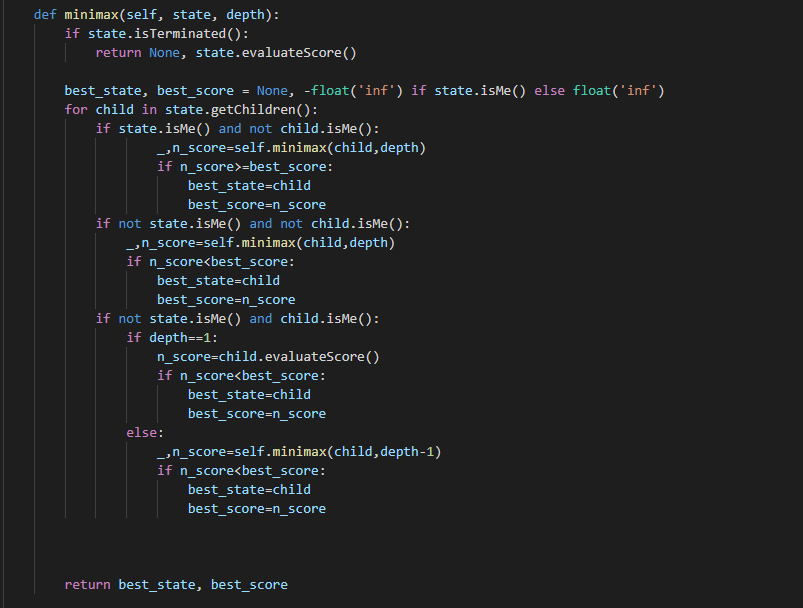 def minimax(self, state, depth):
    if state.isTerminated():
        return None, state.evaluateScore()

    best_state, best_score = None, -float('inf') if state.isMe() else float('inf')
    for child in state.getChildren():
        if state.isMe() and not child.isMe():
                _,n_score=self.minimax(child,depth)
                if n_score>=best_score:
                    best_state=child
                    best_score=n_score
        if not state.isMe() and not child.isMe():
            _,n_score=self.minimax(child,depth)
            if n_score<best_score:
                best_state=child
                best_score=n_score
        if not state.isMe() and child.isMe():
            if depth==1:
                n_score=child.evaluateScore()
                if n_score<best_score:
                    best_state=child
                    best_score=n_score
            else:
                _,n_score=self.minimax(child,depth-1)
                if n_score<best_score:
                    best_state=child
                    best_score=n_score

    return best_state, best_score